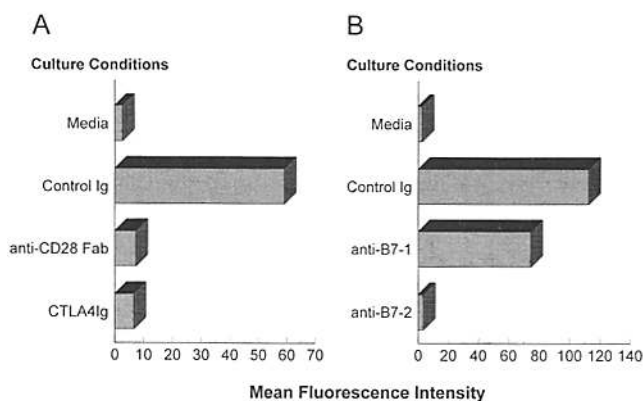 A
Culture Conditions
Media
Control Ig
anti-CD28 Fab
CTLA4Ig
0 10 20 30 40 50 60 70
B
Culture Conditions
Media
Control Ig
anti-B7-1
anti-B7-2
0 20 40 60 80 100 120 140
Mean Fluorescence Intensity